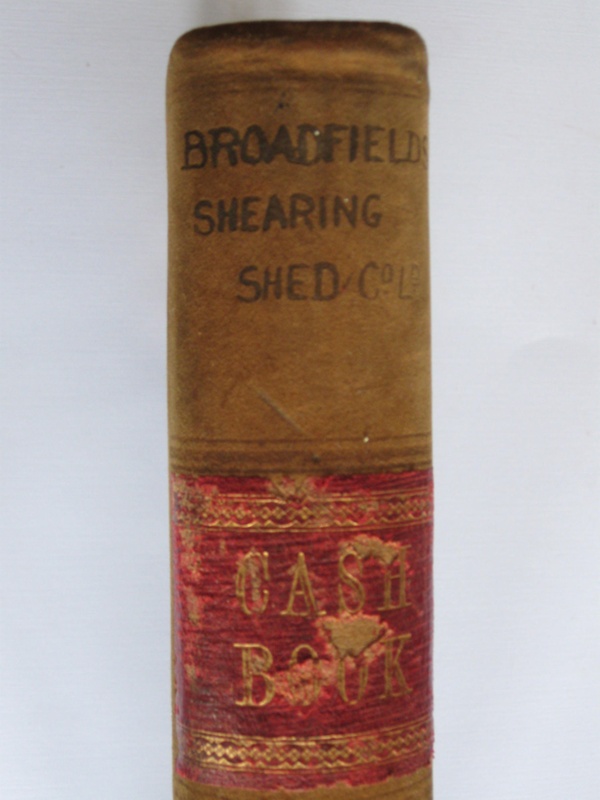 BROADFIELDS
SHEARING
SHED Co Ld
CASH
BOOK